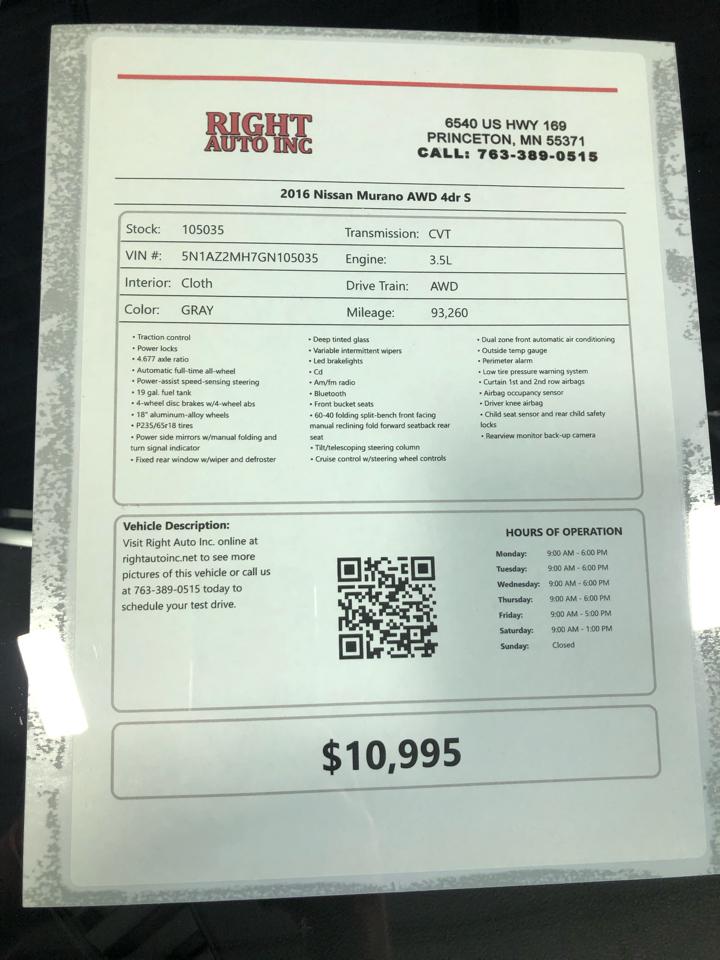 RIGHT
AUTO INC
6540 US HWY 169
PRINCETON, MN 55371
CALL: 763-389-0515
2016 Nissan Murano AWD 4dr S
Stock: 105035
Transmission: CVT
VIN #: 5N1AZ2MH7GN105035
Engine: 3.5L
Interior: Cloth
Drive Train: AWD
Color: GRAY
Mileage: 93,260
• Traction control
• Power locks
• 4.677 axle ratio
• Automatic full-time all-wheel
• Power-assist speed-sensing steering
• 19 gal. fuel tank
• 4-wheel disc brakes w/4-wheel abs
• 18" aluminum-alloy wheels
• P235/65r18 tires
• Power side mirrors w/manual folding and
turn signal indicator
• Fixed rear window w/wiper and defroster
• Deep tinted glass
• Variable intermittent wipers
• Led brakelights
• Cd
• Am/fm radio
• Bluetooth
• Front bucket seats
• 60-40 folding split-bench front facing
manual reclining fold forward seatback rear
seat
• Tilt/telescoping steering column
• Cruise control w/steering wheel controls
• Dual zone front automatic air conditioning
• Outside temp gauge
• Perimeter alarm
• Low tire pressure warning system
• Curtain 1st and 2nd row airbags
• Airbag occupancy sensor
• Driver knee airbag
• Child seat sensor and rear child safety
locks
• Rearview monitor back-up camera
Vehicle Description:
Visit Right Auto Inc. online at
rightautoinc.net to see more
pictures of this vehicle or call us
at 763-389-0515 today to
schedule your test drive.
HOURS OF OPERATION
Monday: 9:00 AM - 6:00 PM
Tuesday: 9:00 AM - 6:00 PM
Wednesday: 9:00 AM - 6:00 PM
Thursday: 9:00 AM - 6:00 PM
Friday: 9:00 AM - 5:00 PM
Saturday: 9:00 AM - 1:00 PM
Sunday: Closed
$10,995